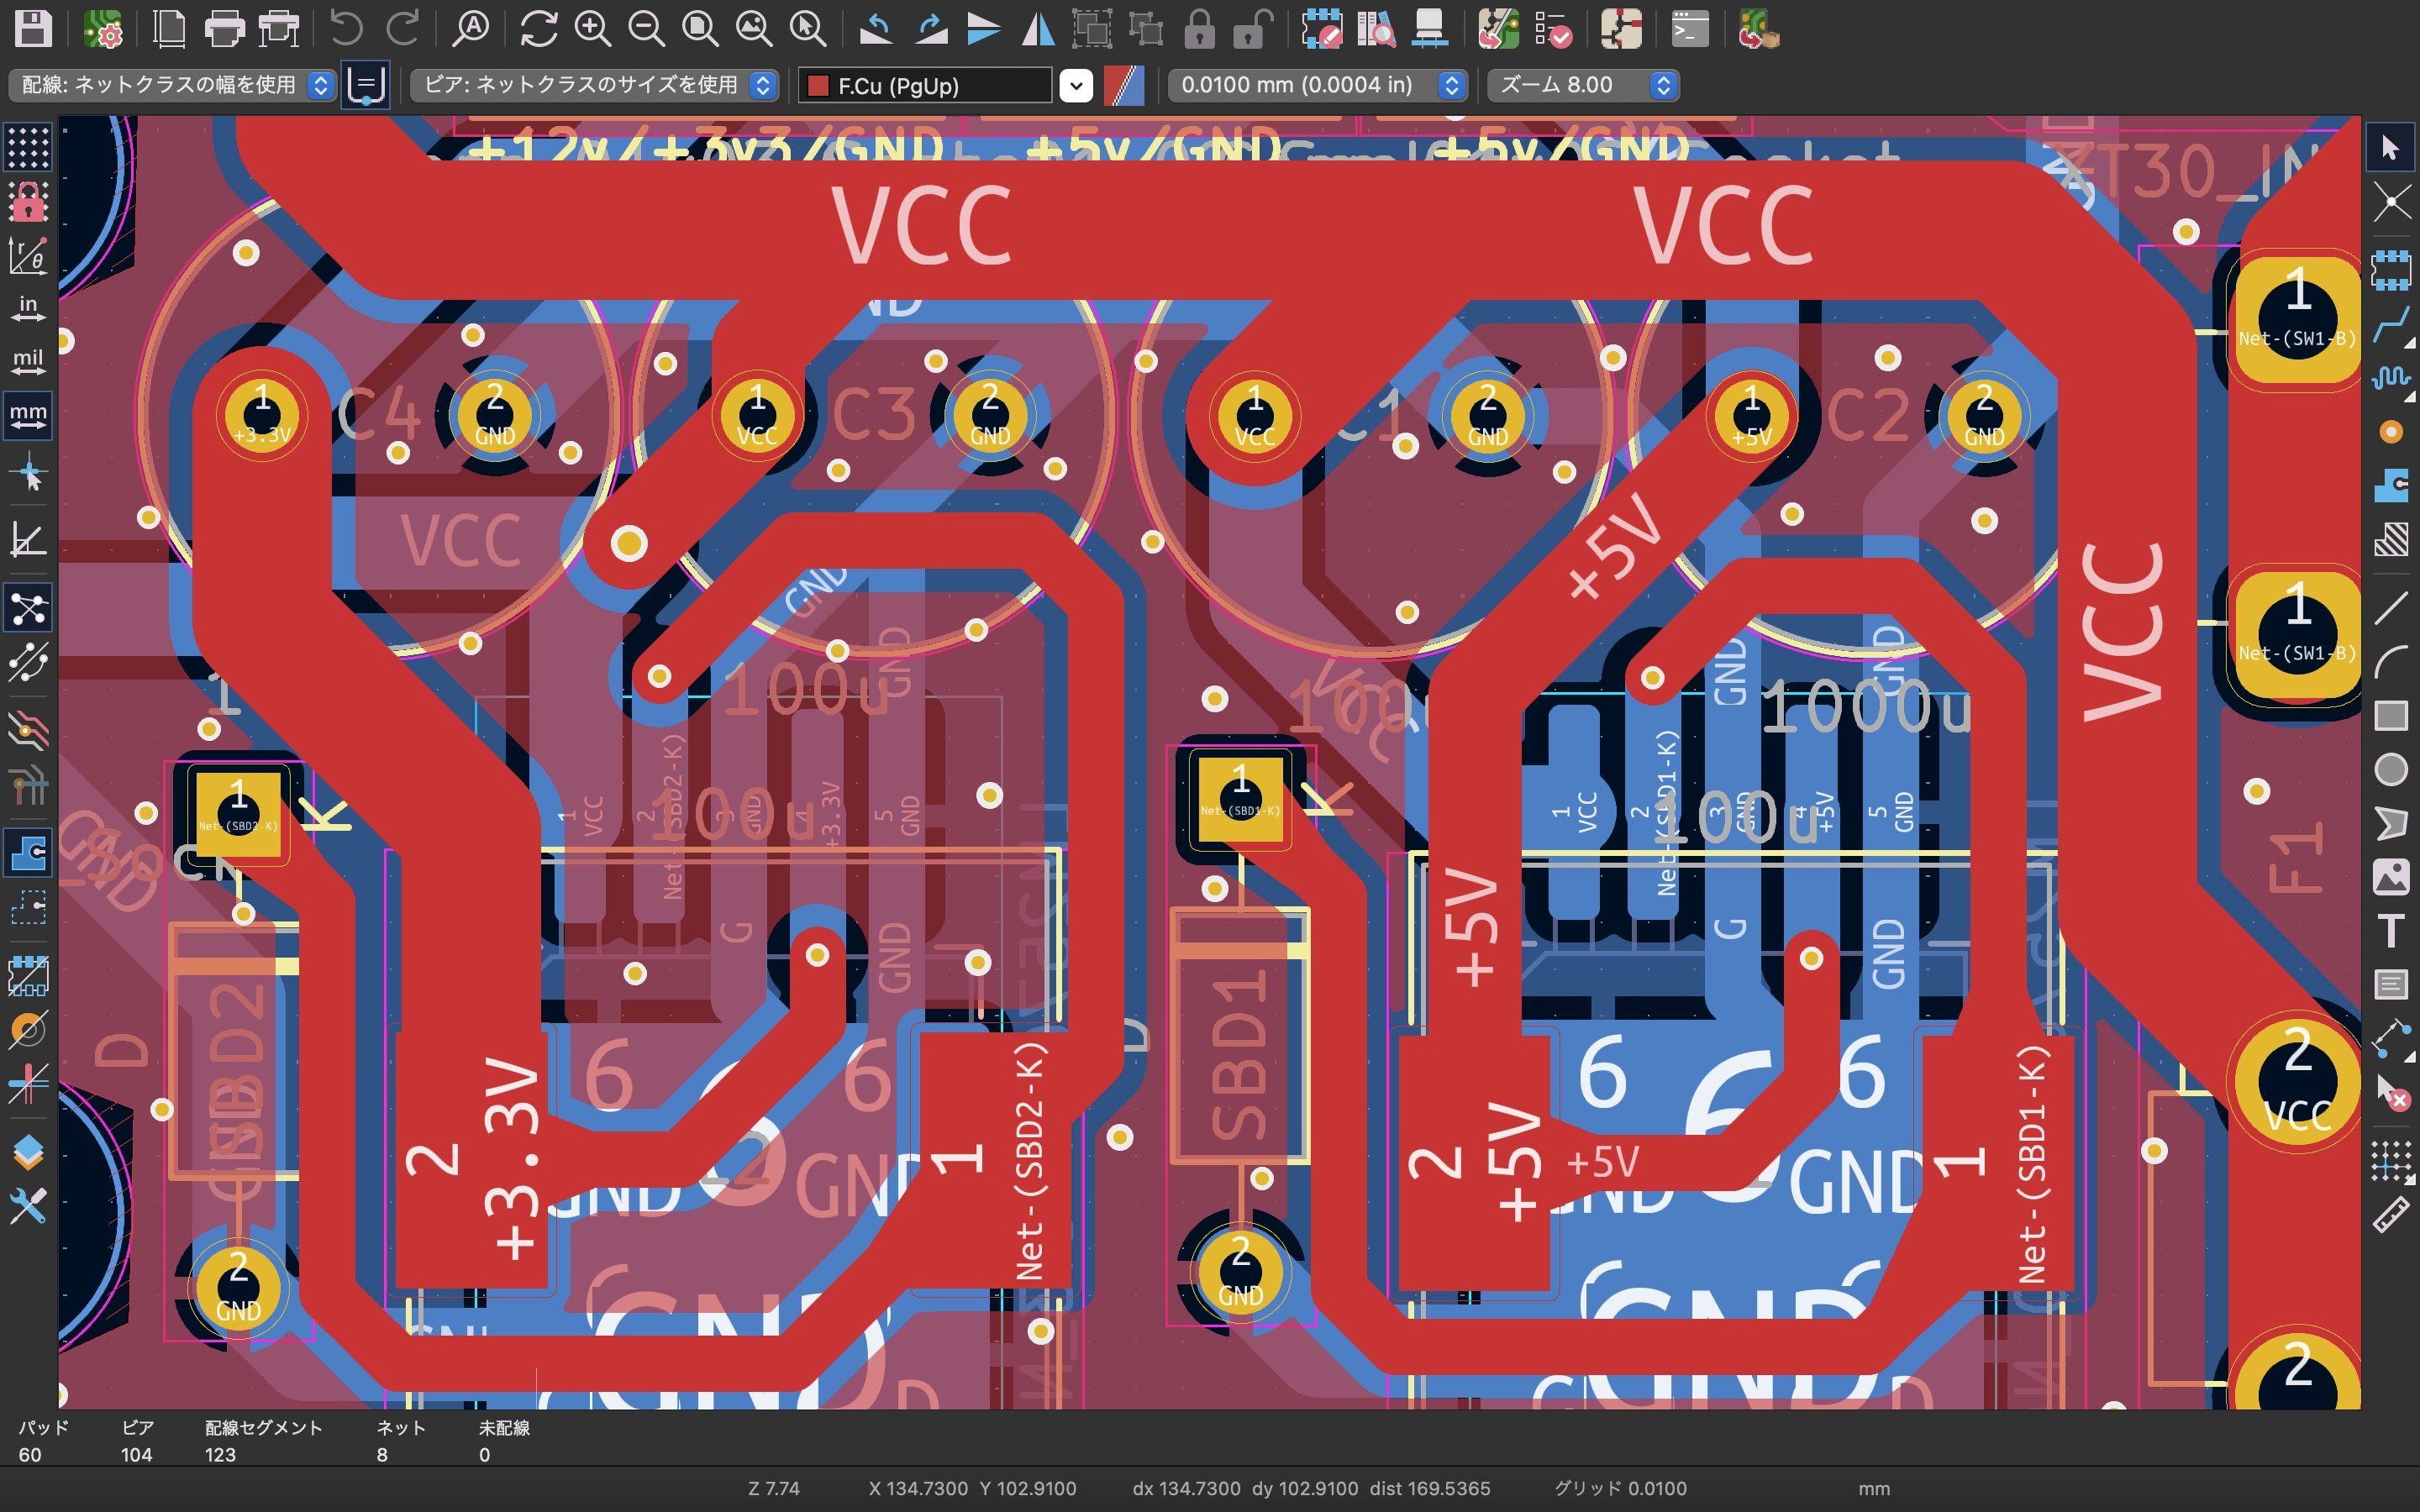 配線: ネットクラスの幅を使用
ビア: ネットクラスのサイズを使用
F.Cu (PgUp)
0.0100 mm (0.0004 in)
ズーム 8.00
in
mil
mm
+12v/+3v3/GND
+5v/GND
+5v/GND
XT30_IN
VCC
VCC
1
Net-(SW1-B)
1
+3.3V
C4
2
GND
1
VCC
C3
2
GND
1
VCC
C1
2
GND
1
+5V
C2
2
GND
VCC
GND
+5V
VCC
1
Net-(SW1-B)
GND
GND
GND
100u
1000u
VCC
1
Net-(SBD2-K)
K
1
VCC
2
Net-(SBD2-K)
3
GND
4
+3.3V
5
GND
100u
1
Net-(SBD1-K)
K
1
VCC
2
Net-(SBD1-K)
3
GND
4
+5V
5
GND
100u
F1
GND
+5V
G
GND
G
GND
D
SBD2
SBD1
D
6
6
6
6
2
+3.3V
GND
1
Net-(SBD2-K)
2
+5V
+5V
GND
1
Net-(SBD1-K)
2
VCC
2
GND
2
GND
GND
GND
2
パッド
60
ビア
104
配線セグメント
123
ネット
8
未配線
0
Z 7.74
X 134.7300 Y 102.9100
dx 134.7300 dy 102.9100 dist 169.5365
グリッド 0.0100
mm